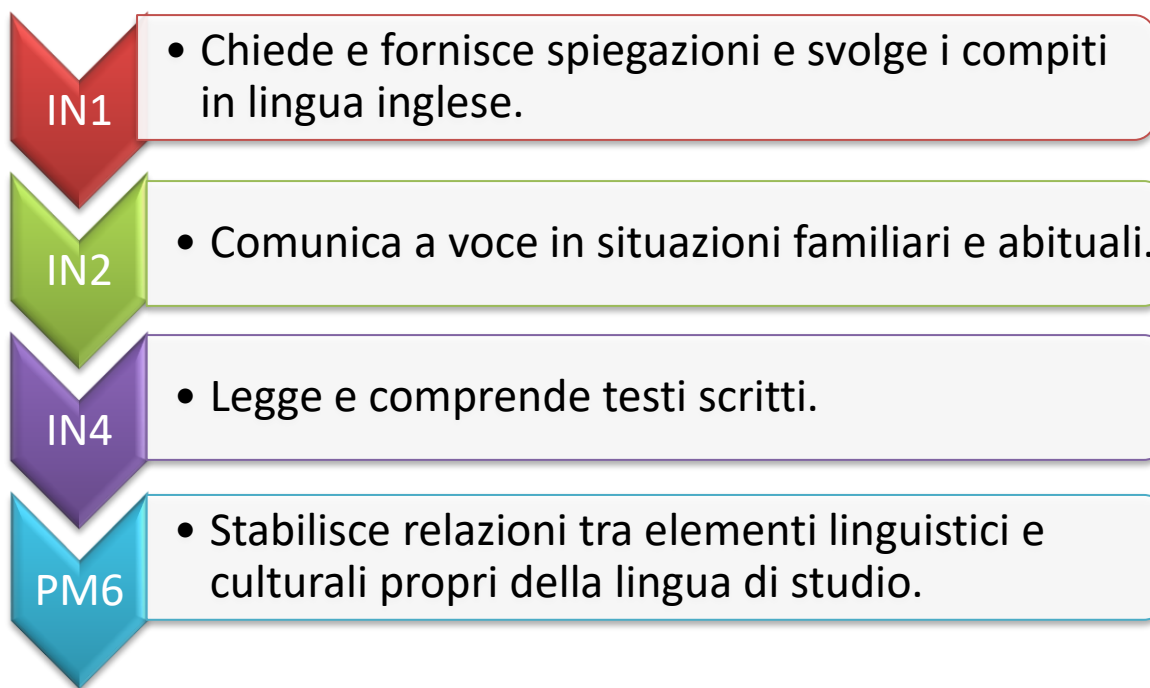 IN1
• Chiede e fornisce spiegazioni e svolge i compiti
in lingua inglese.
IN2
• Comunica a voce in situazioni familiari e abituali.
IN4
• Legge e comprende testi scritti.
PM6
• Stabilisce relazioni tra elementi linguistici e
culturali propri della lingua di studio.